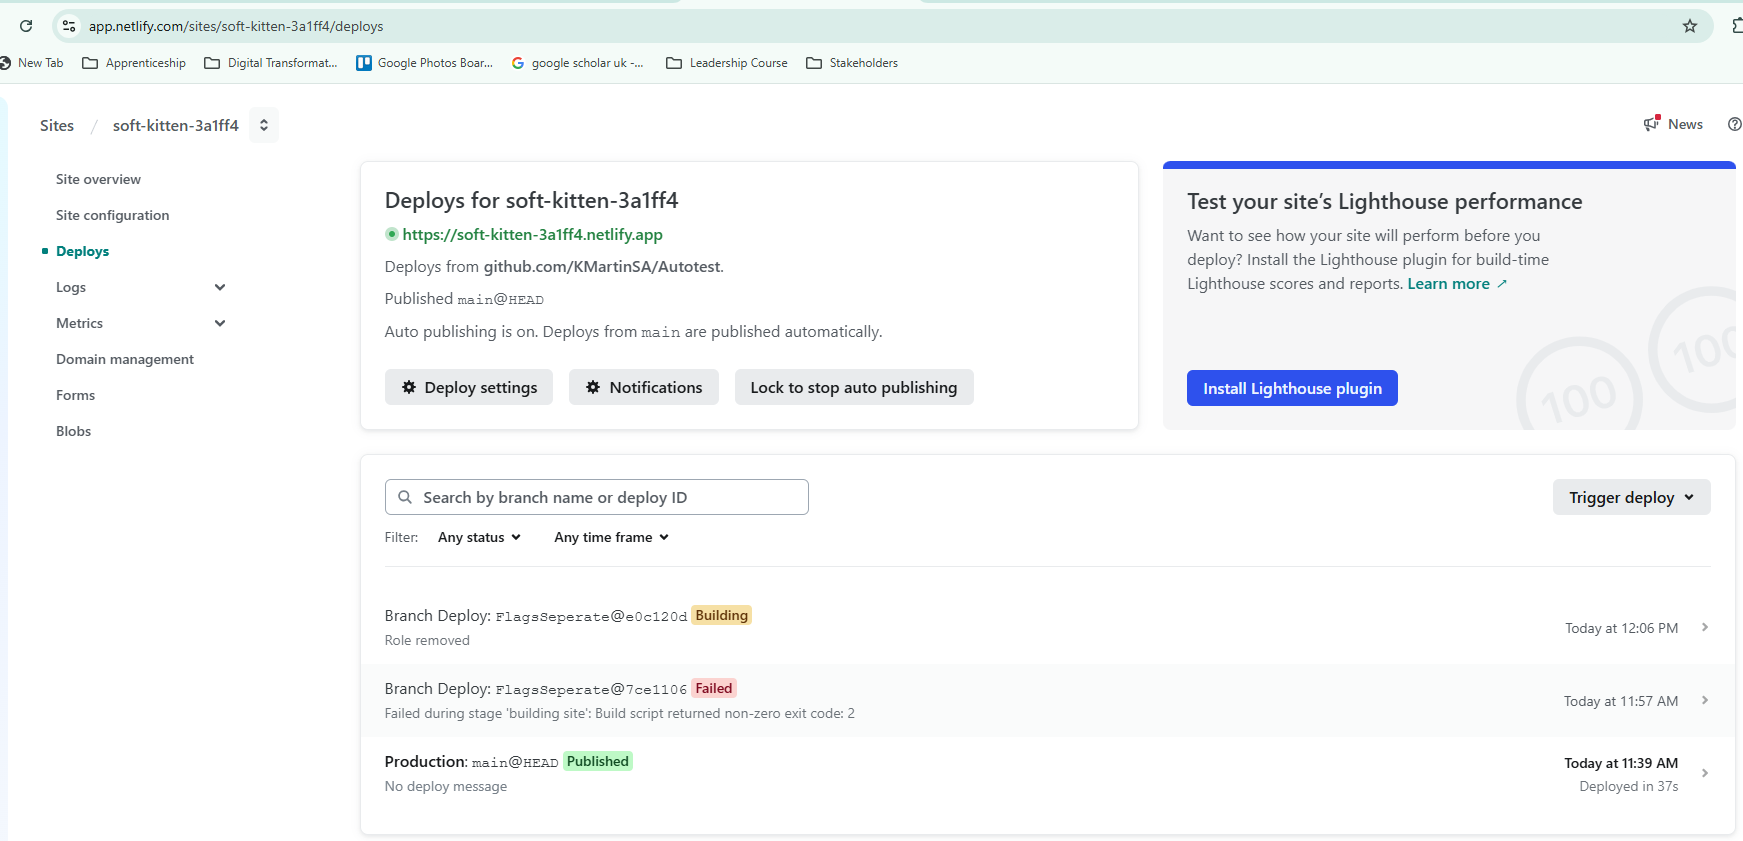 app.netlify.com/sites/soft-kitten-3a1ff4/deploys
New Tab
Apprenticeship
Digital Transformat...
Google Photos Boar...
google scholar uk -...
Leadership Course
Stakeholders
Sites / soft-kitten-3a1ff4
News
Site overview
Site configuration
Deploys
Logs
Metrics
Domain management
Forms
Blobs
Deploys for soft-kitten-3a1ff4
https://soft-kitten-3a1ff4.netlify.app
Deploys from github.com/KMartinSA/Autotest.
Published main@HEAD
Auto publishing is on. Deploys from main are published automatically.
Deploy settings
Notifications
Lock to stop auto publishing
Test your site’s Lighthouse performance
Want to see how your site will perform before you
deploy? Install the Lighthouse plugin for build-time
Lighthouse scores and reports. Learn more ↗
100
100
Install Lighthouse plugin
Search by branch name or deploy ID
Trigger deploy
Filter: Any status Any time frame
Branch Deploy: FlagsSeperate@e0c120d Building
Role removed
Today at 12:06 PM
Branch Deploy: FlagsSeperate@7ce1106 Failed
Failed during stage 'building site': Build script returned non-zero exit code: 2
Today at 11:57 AM
Production: main@HEAD Published
No deploy message
Today at 11:39 AM
Deployed in 37s